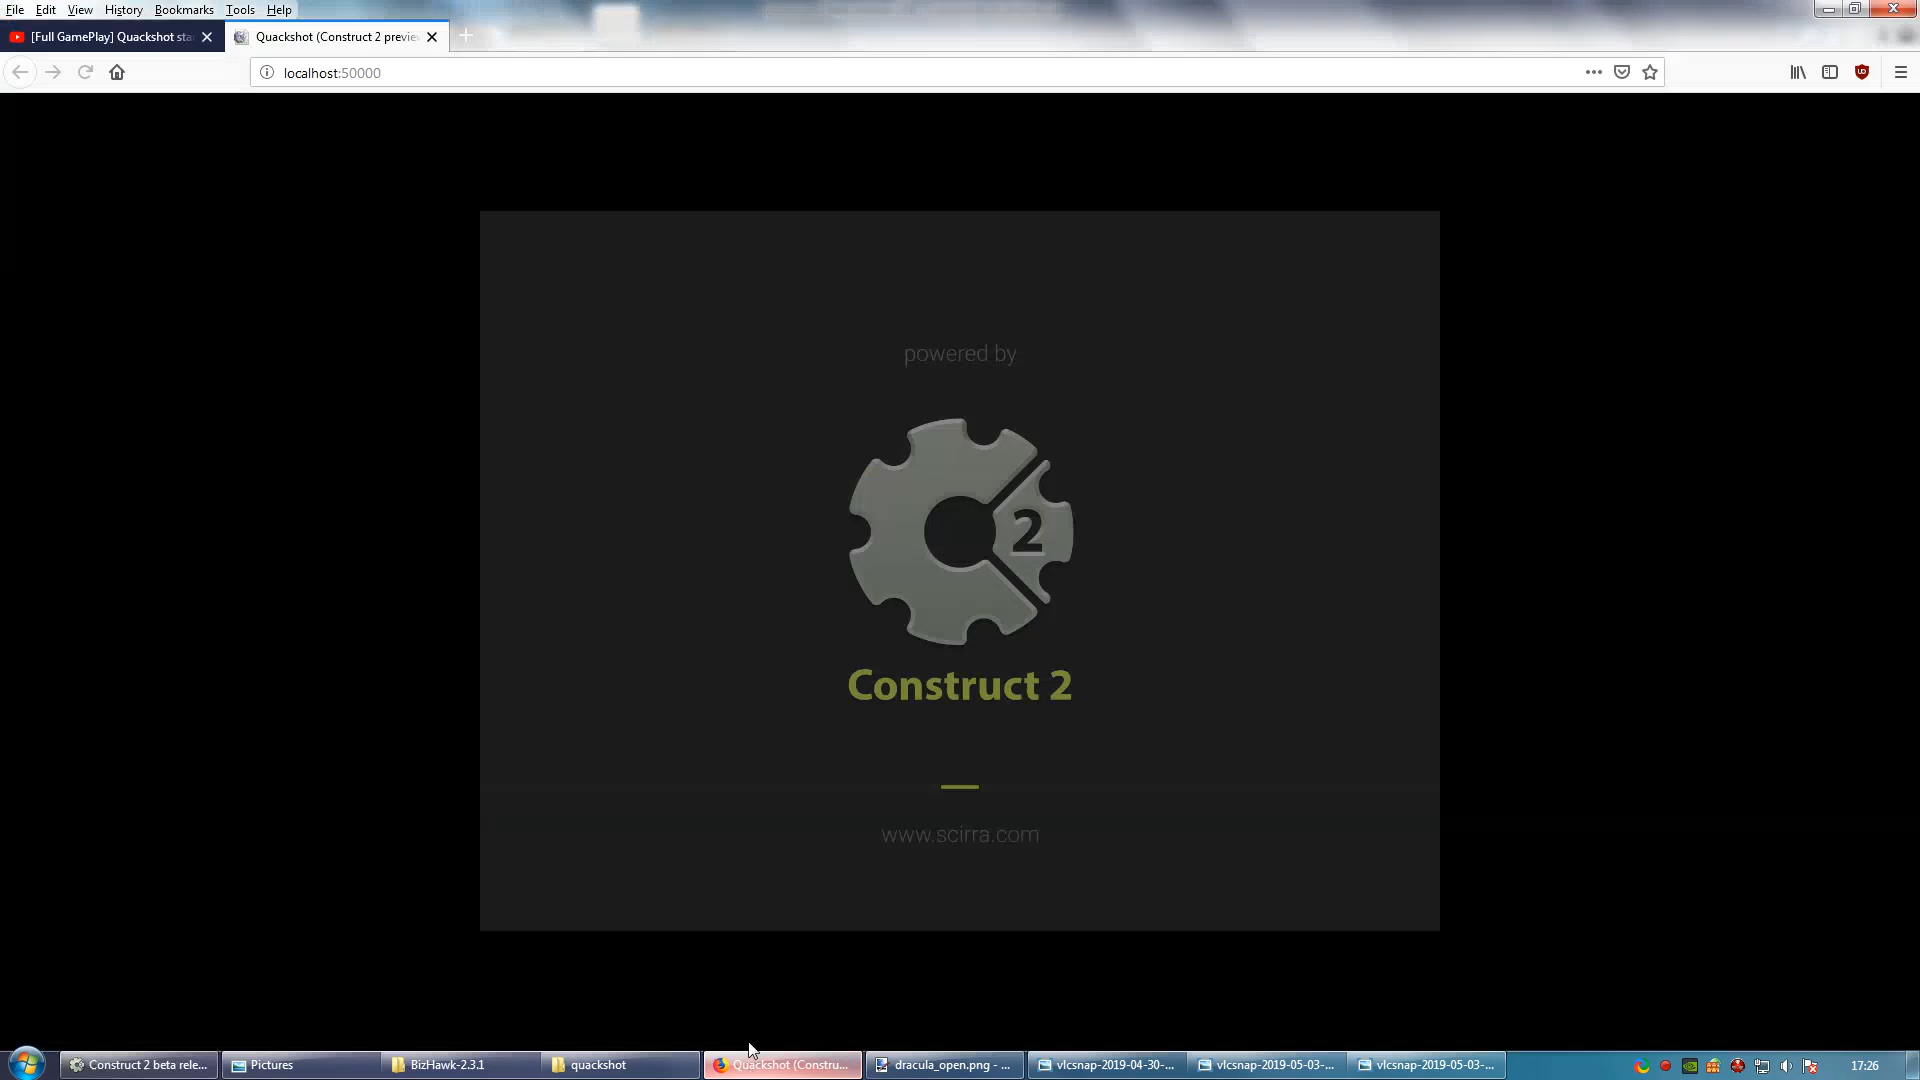 File Edit View History Bookmarks Tools Help
[Full GamePlay] Quackshot sta
Quackshot (Construct 2 previe
localhost:50000
powered by
2
Construct 2
www.scirra.com
Construct 2 beta rele...
Pictures
BizHawk-2.3.1
quackshot
Quackshot (Constru...
dracula_open.png - ...
vlcsnap-2019-04-30-...
vlcsnap-2019-05-03-...
vlcsnap-2019-05-03-...
17:26